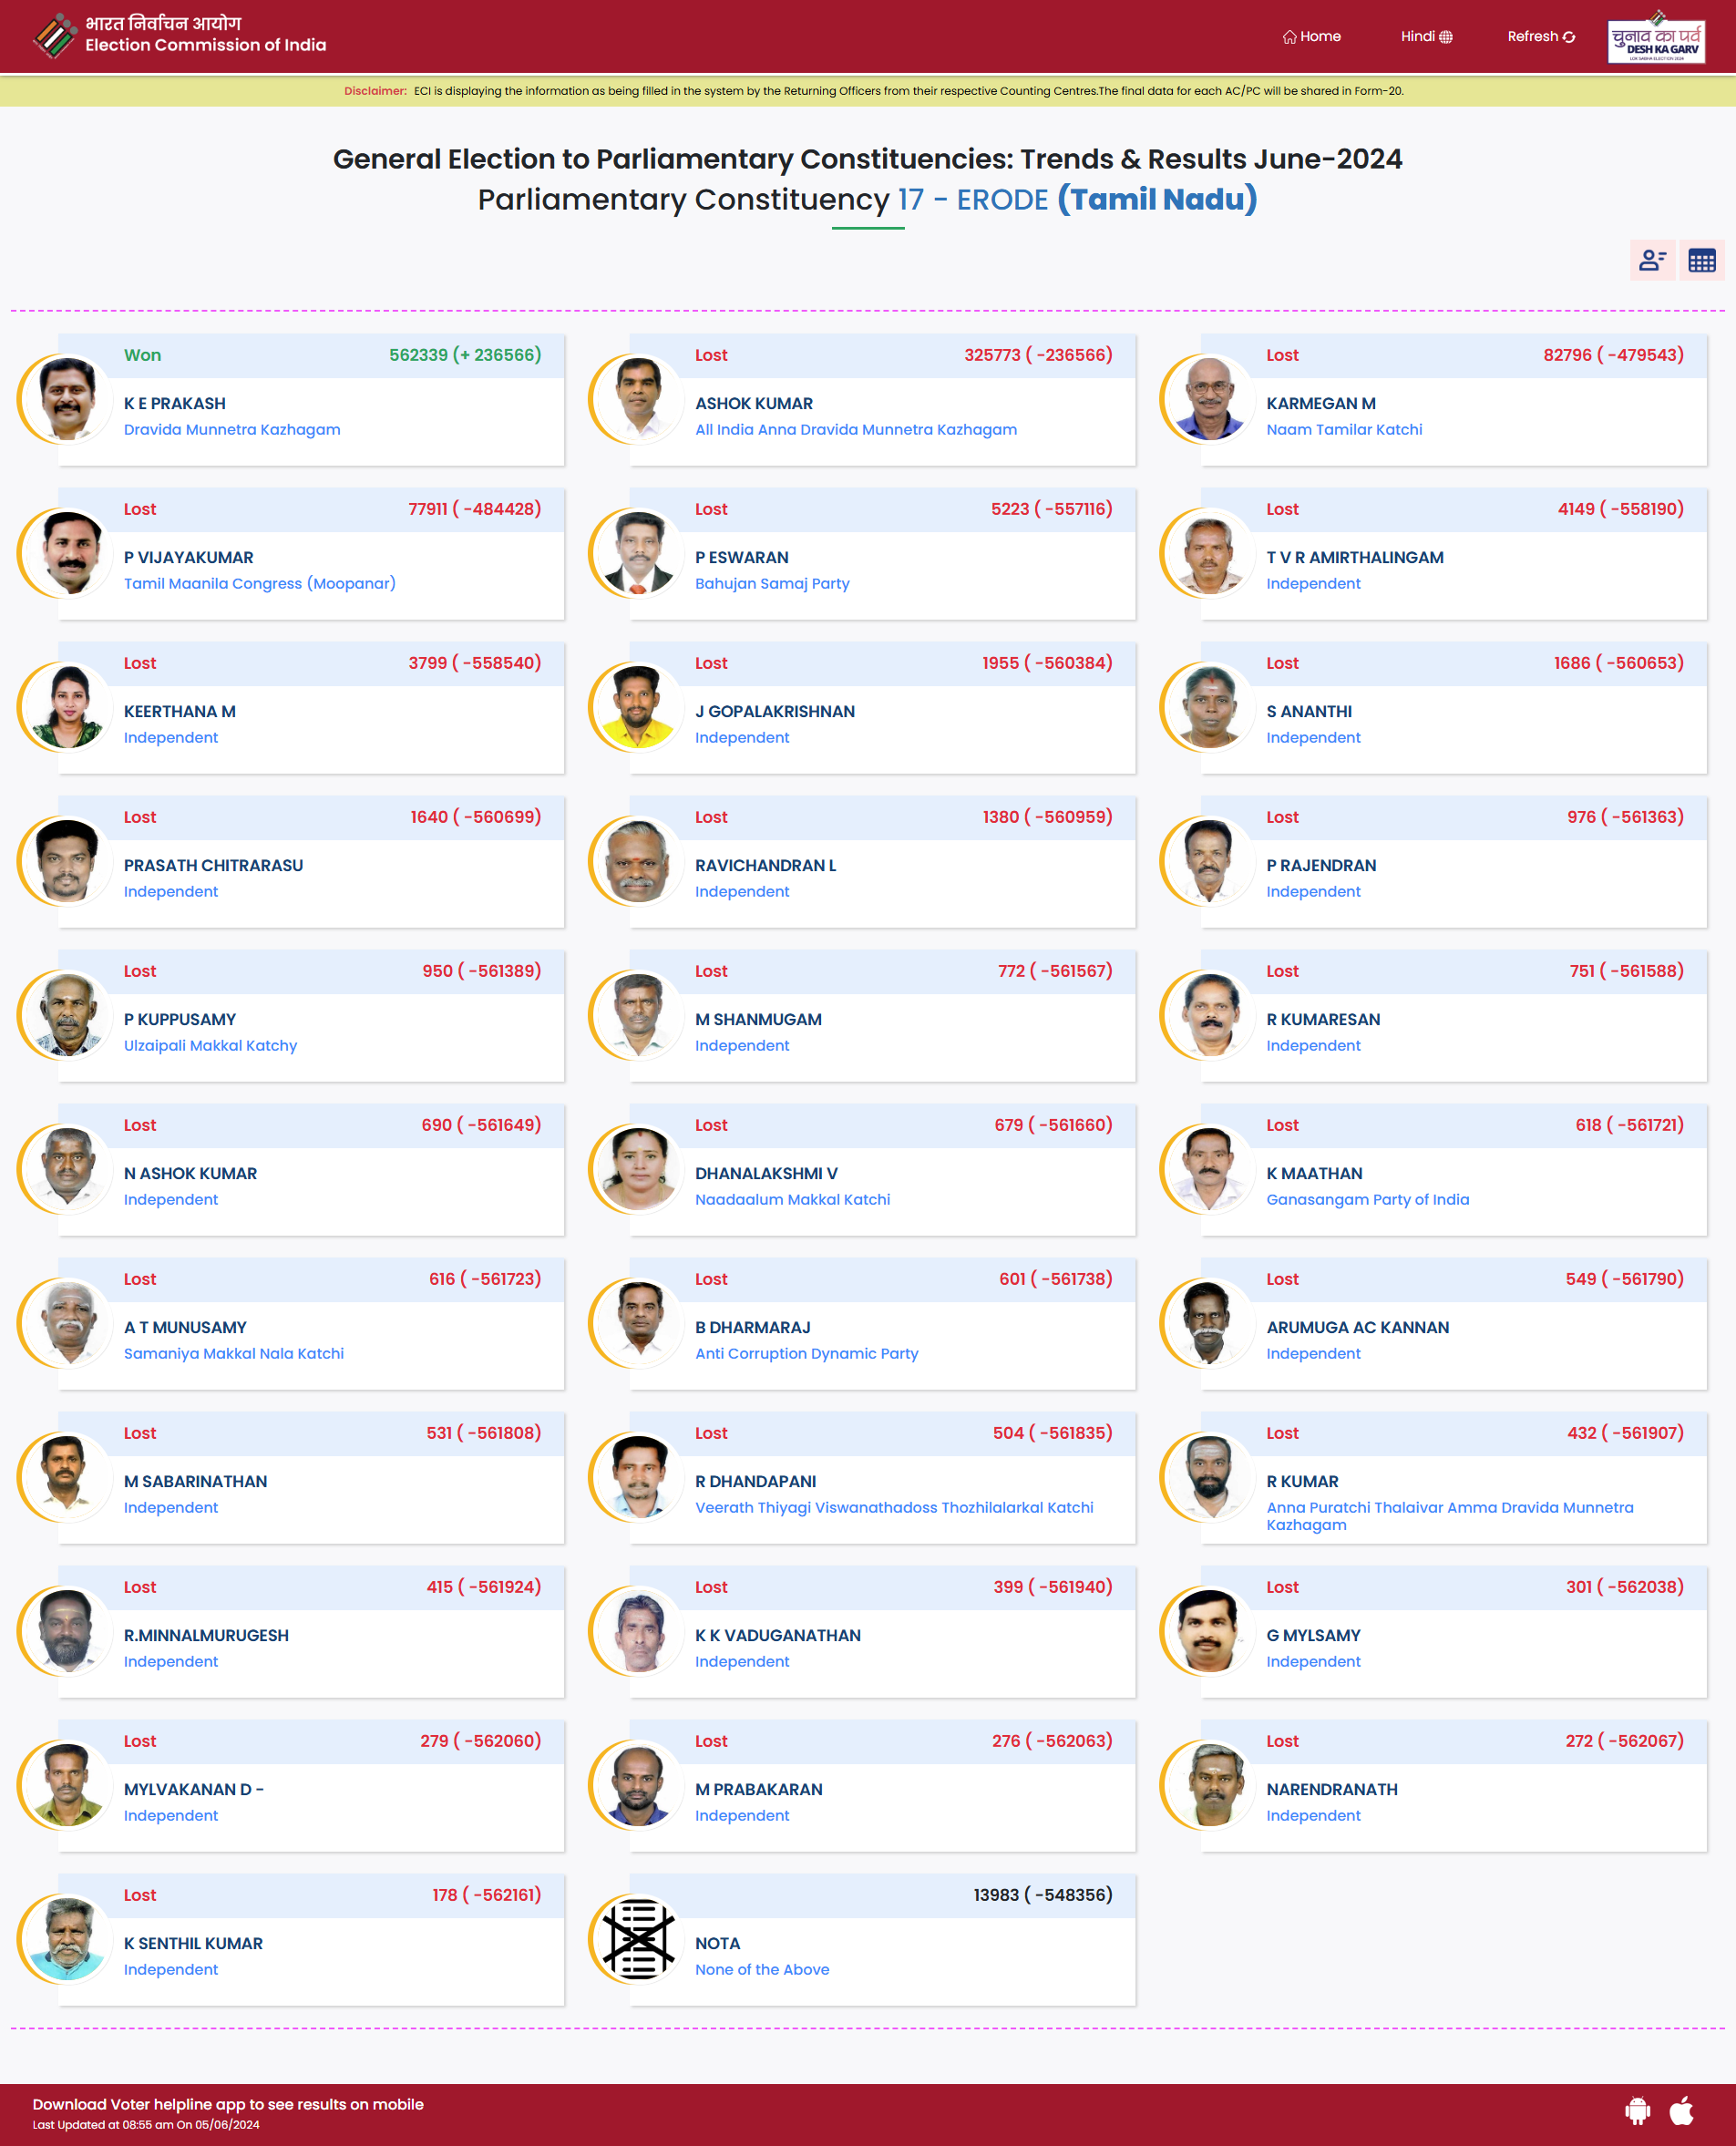 भारत निर्वाचन आयोग
Election Commission of India
Home
Hindi
Refresh
चुनाव का पर्व
DESH KA GARV
LOK SABHA ELECTION 2024
Disclaimer: ECI is displaying the information as being filled in the system by the Returning Officers from their respective Counting Centres.The final data for each AC/PC will be shared in Form-20.
General Election to Parliamentary Constituencies: Trends & Results June-2024
Parliamentary Constituency 17 - ERODE (Tamil Nadu)
Won 562339 (+ 236566)
K E PRAKASH
Dravida Munnetra Kazhagam
Lost 325773 ( -236566)
ASHOK KUMAR
All India Anna Dravida Munnetra Kazhagam
Lost 82796 ( -479543)
KARMEGAN M
Naam Tamilar Katchi
Lost 77911 ( -484428)
P VIJAYAKUMAR
Tamil Maanila Congress (Moopanar)
Lost 5223 ( -557116)
P ESWARAN
Bahujan Samaj Party
Lost 4149 ( -558190)
T V R AMIRTHALINGAM
Independent
Lost 3799 ( -558540)
KEERTHANA M
Independent
Lost 1955 ( -560384)
J GOPALAKRISHNAN
Independent
Lost 1686 ( -560653)
S ANANTHI
Independent
Lost 1640 ( -560699)
PRASATH CHITRARASU
Independent
Lost 1380 ( -560959)
RAVICHANDRAN L
Independent
Lost 976 ( -561363)
P RAJENDRAN
Independent
Lost 950 ( -561389)
P KUPPUSAMY
Ulzaipali Makkal Katchy
Lost 772 ( -561567)
M SHANMUGAM
Independent
Lost 751 ( -561588)
R KUMARESAN
Independent
Lost 690 ( -561649)
N ASHOK KUMAR
Independent
Lost 679 ( -561660)
DHANALAKSHMI V
Naadaalum Makkal Katchi
Lost 618 ( -561721)
K MAATHAN
Ganasangam Party of India
Lost 616 ( -561723)
A T MUNUSAMY
Samaniya Makkal Nala Katchi
Lost 601 ( -561738)
B DHARMARAJ
Anti Corruption Dynamic Party
Lost 549 ( -561790)
ARUMUGA AC KANNAN
Independent
Lost 531 ( -561808)
M SABARINATHAN
Independent
Lost 504 ( -561835)
R DHANDAPANI
Veerath Thiyagi Viswanathadoss Thozhilalarkal Katchi
Lost 432 ( -561907)
R KUMAR
Anna Puratchi Thalaivar Amma Dravida Munnetra
Kazhagam
Lost 415 ( -561924)
R.MINNALMURUGESH
Independent
Lost 399 ( -561940)
K K VADUGANATHAN
Independent
Lost 301 ( -562038)
G MYLSAMY
Independent
Lost 279 ( -562060)
MYLVAKANAN D -
Independent
Lost 276 ( -562063)
M PRABAKARAN
Independent
Lost 272 ( -562067)
NARENDRANATH
Independent
Lost 178 ( -562161)
K SENTHIL KUMAR
Independent
13983 ( -548356)
NOTA
None of the Above
Download Voter helpline app to see results on mobile
Last Updated at 08:55 am On 05/06/2024